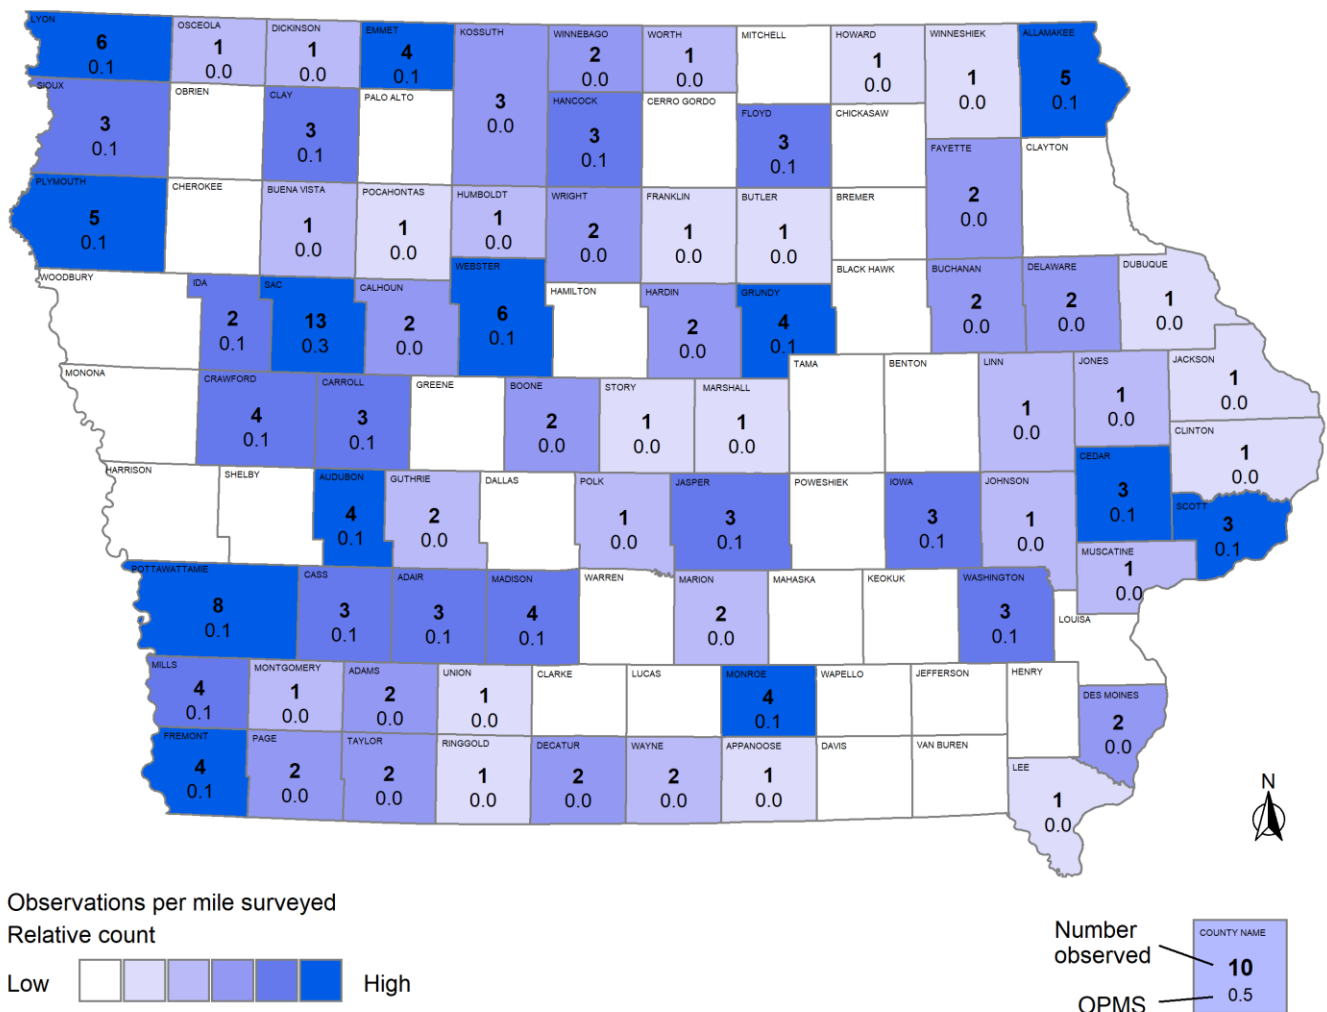 LYON
6
0.1
OSCEOLA
1
0.0
DICKINSON
1
0.0
EMMET
4
0.1
KOSSUTH
3
0.0
WINNEBAGO
2
0.0
WORTH
1
0.0
MITCHELL
HOWARD
1
0.0
WINNESHIEK
1
0.0
ALLAMAKEE
5
0.1
SIOUX
3
0.1
OBRIEN
CLAY
3
0.1
PALO ALTO
HANCOCK
3
0.1
CERRO GORDO
FLOYD
3
0.1
CHICKASAW
FAYETTE
2
0.0
CLAYTON
PLYMOUTH
5
0.1
CHEROKEE
BUENA VISTA
1
0.0
POCAHONTAS
1
0.0
HUMBOLDT
1
0.0
WRIGHT
2
0.0
FRANKLIN
1
0.0
BUTLER
1
0.0
BREMER
WOODBURY
IDA
2
0.1
SAC
13
0.3
CALHOUN
2
0.0
WEBSTER
6
0.1
HAMILTON
HARDIN
2
0.0
GRUNDY
4
0.1
BLACK HAWK
BUCHANAN
2
0.0
DELAWARE
2
0.0
DUBUQUE
1
0.0
MONONA
CRAWFORD
4
0.1
CARROLL
3
0.1
GREENE
BOONE
2
0.0
STORY
1
0.0
MARSHALL
1
0.0
TAMA
BENTON
LINN
1
0.0
JONES
1
0.0
JACKSON
1
0.0
CLINTON
1
0.0
HARRISON
SHELBY
AUDUBON
4
0.1
GUTHRIE
2
0.0
DALLAS
POLK
1
0.0
JASPER
3
0.1
POWESHIEK
IOWA
3
0.1
JOHNSON
1
0.0
CEDAR
3
0.1
SCOTT
3
0.1
MUSCATINE
1
0.0
POTTAWATTAMIE
8
0.1
CASS
3
0.1
ADAIR
3
0.1
MADISON
4
0.1
WARREN
MARION
2
0.0
MAHASKA
KEOKUK
WASHINGTON
3
0.1
LOUISA
MILLS
4
0.1
MONTGOMERY
1
0.0
ADAMS
2
0.0
UNION
1
0.0
CLARKE
LUCAS
MONROE
4
0.1
WAPELLO
JEFFERSON
HENRY
DES MOINES
2
0.0
FREMONT
4
0.1
PAGE
2
0.0
TAYLOR
2
0.0
RINGGOLD
1
0.0
DECATUR
2
0.0
WAYNE
2
0.0
APPANOOSE
1
0.0
DAVIS
VAN BUREN
LEE
1
0.0
N
Observations per mile surveyed
Relative count
Low
High
Number
observed
COUNTY NAME
10
0.5
OPMS